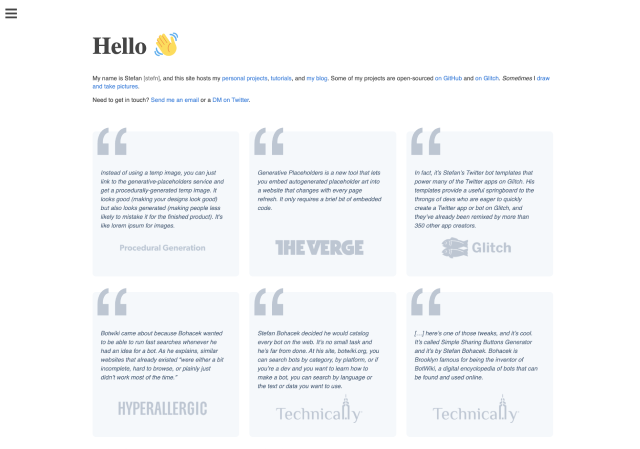 Hello 👋
My name is Stefan [stefn], and this site hosts my personal projects, tutorials, and my blog. Some of my projects are open-sourced on GitHub and on Glitch. Sometimes I draw
and take pictures.
Need to get in touch? Send me an email or a DM on Twitter.
Instead of using a temp image, you can just
link to the generative-placeholders service and
get a procedurally-generated temp image. It
looks good (making your designs look good)
but also looks generated (making people less
likely to mistake it for the finished product). It's
like lorem ipsum for images.
Procedural Generation
Generative Placeholders is a new tool that lets
you embed autogenerated placeholder art into
a website that changes with every page
refresh. It only requires a brief bit of embedded
code.
THE VERGE
In fact, it's Stefan's Twitter bot templates that
power many of the Twitter apps on Glitch. His
templates provide a useful springboard to the
throngs of devs who are eager to quickly
create a Twitter app or bot on Glitch, and
they've already been remixed by more than
350 other app creators.
Glitch
Botwiki came about because Bohacek wanted
to be able to run fast searches whenever he
had an idea for a bot. As he explains, similar
websites that already existed "were either a bit
incomplete, hard to browse, or plainly just
didn't work most of the time."
HYPERALLERGIC
Stefan Bohacek decided he would catalog
every bot on the web. It's no small task and
he's far from done. At his site, botwiki.org, you
can search bots by category, by platform, or if
you're a dev and you want to learn how to
make a bot, you can search by language or
the text or data you want to use.
Technically
[…] here's one of those tweaks, and it's cool.
It's called Simple Sharing Buttons Generator
and it's by Stefan Bohacek. Bohacek is
Brooklyn famous for being the inventor of
BotWiki, a digital encyclopedia of bots that can
be found and used online.
Technically